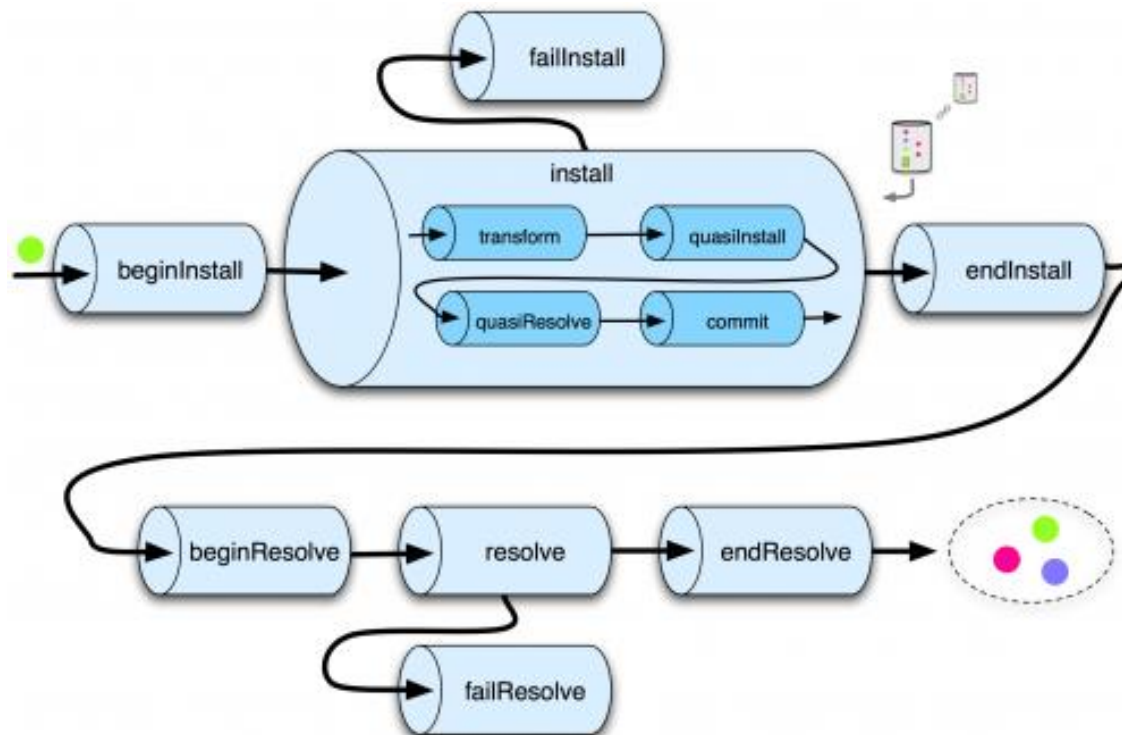 failInstall
install
transform
quasiInstall
beginInstall
endInstall
quasiResolve
commit
beginResolve
resolve
endResolve
failResolve